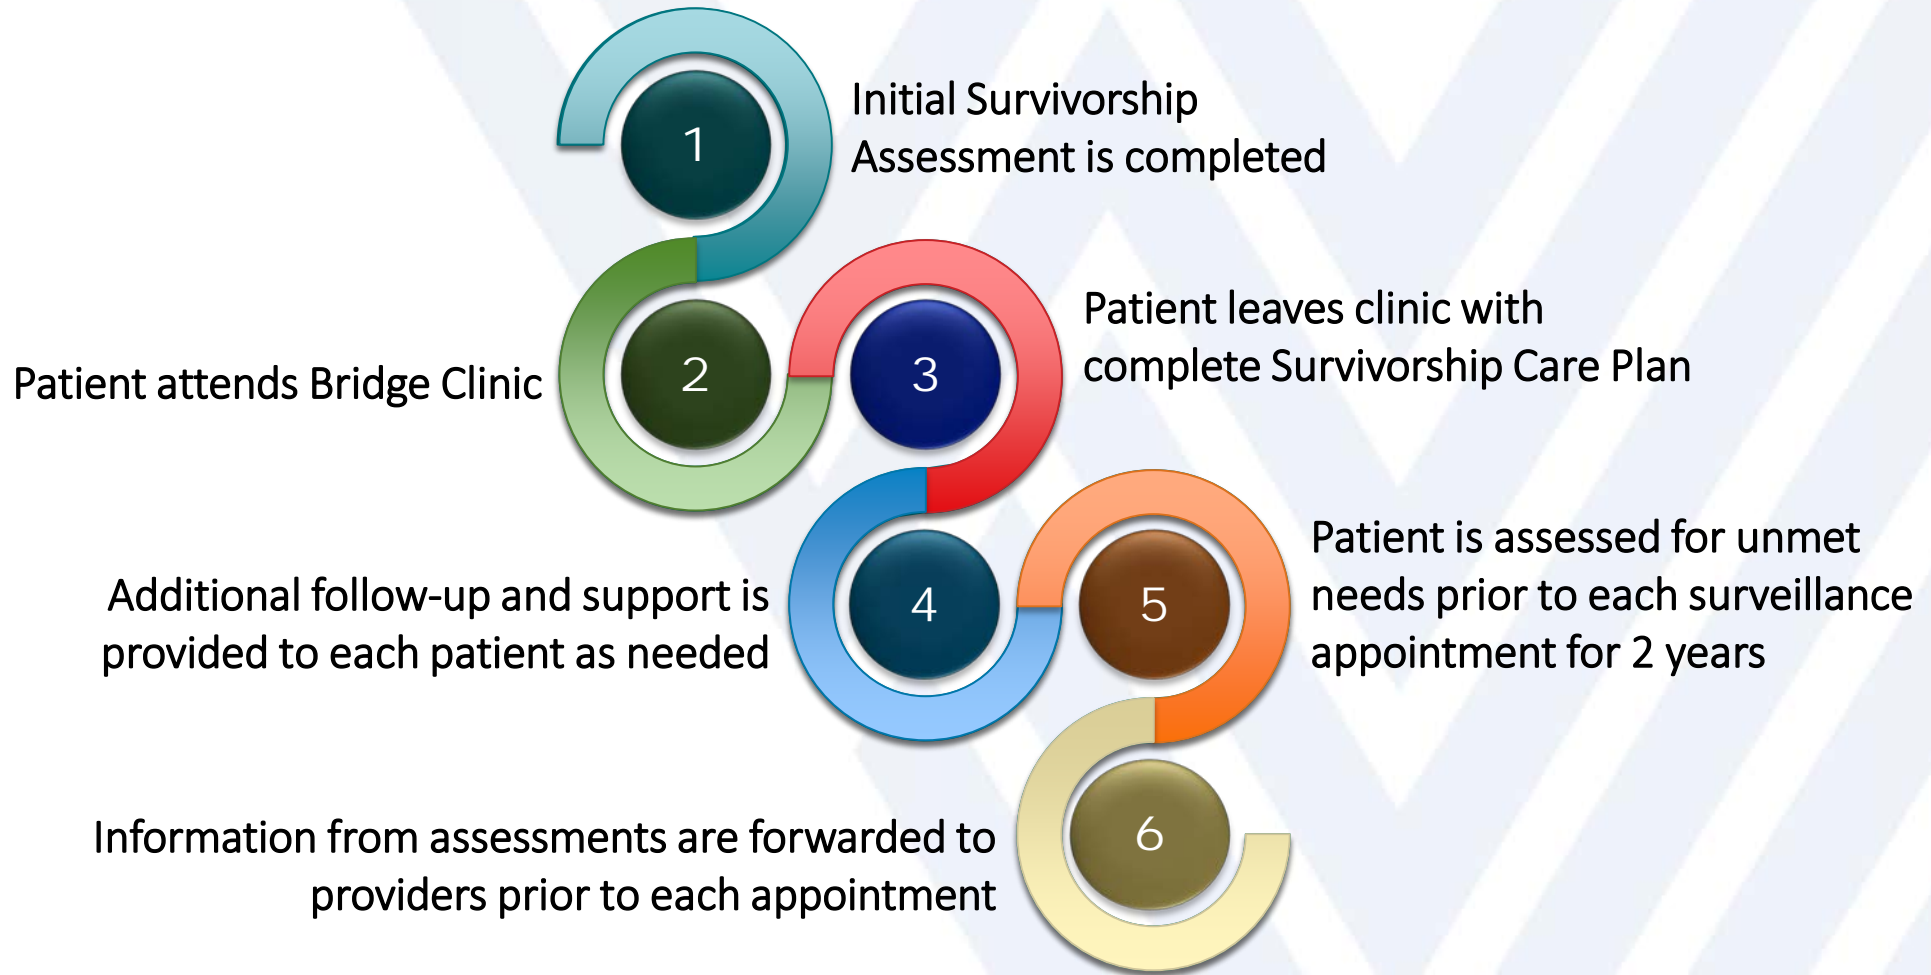 1
Initial Survivorship
Assessment is completed
2
Patient attends Bridge Clinic
3
Patient leaves clinic with
complete Survivorship Care Plan
4
Additional follow-up and support is
provided to each patient as needed
5
Patient is assessed for unmet
needs prior to each surveillance
appointment for 2 years
6
Information from assessments are forwarded to
providers prior to each appointment